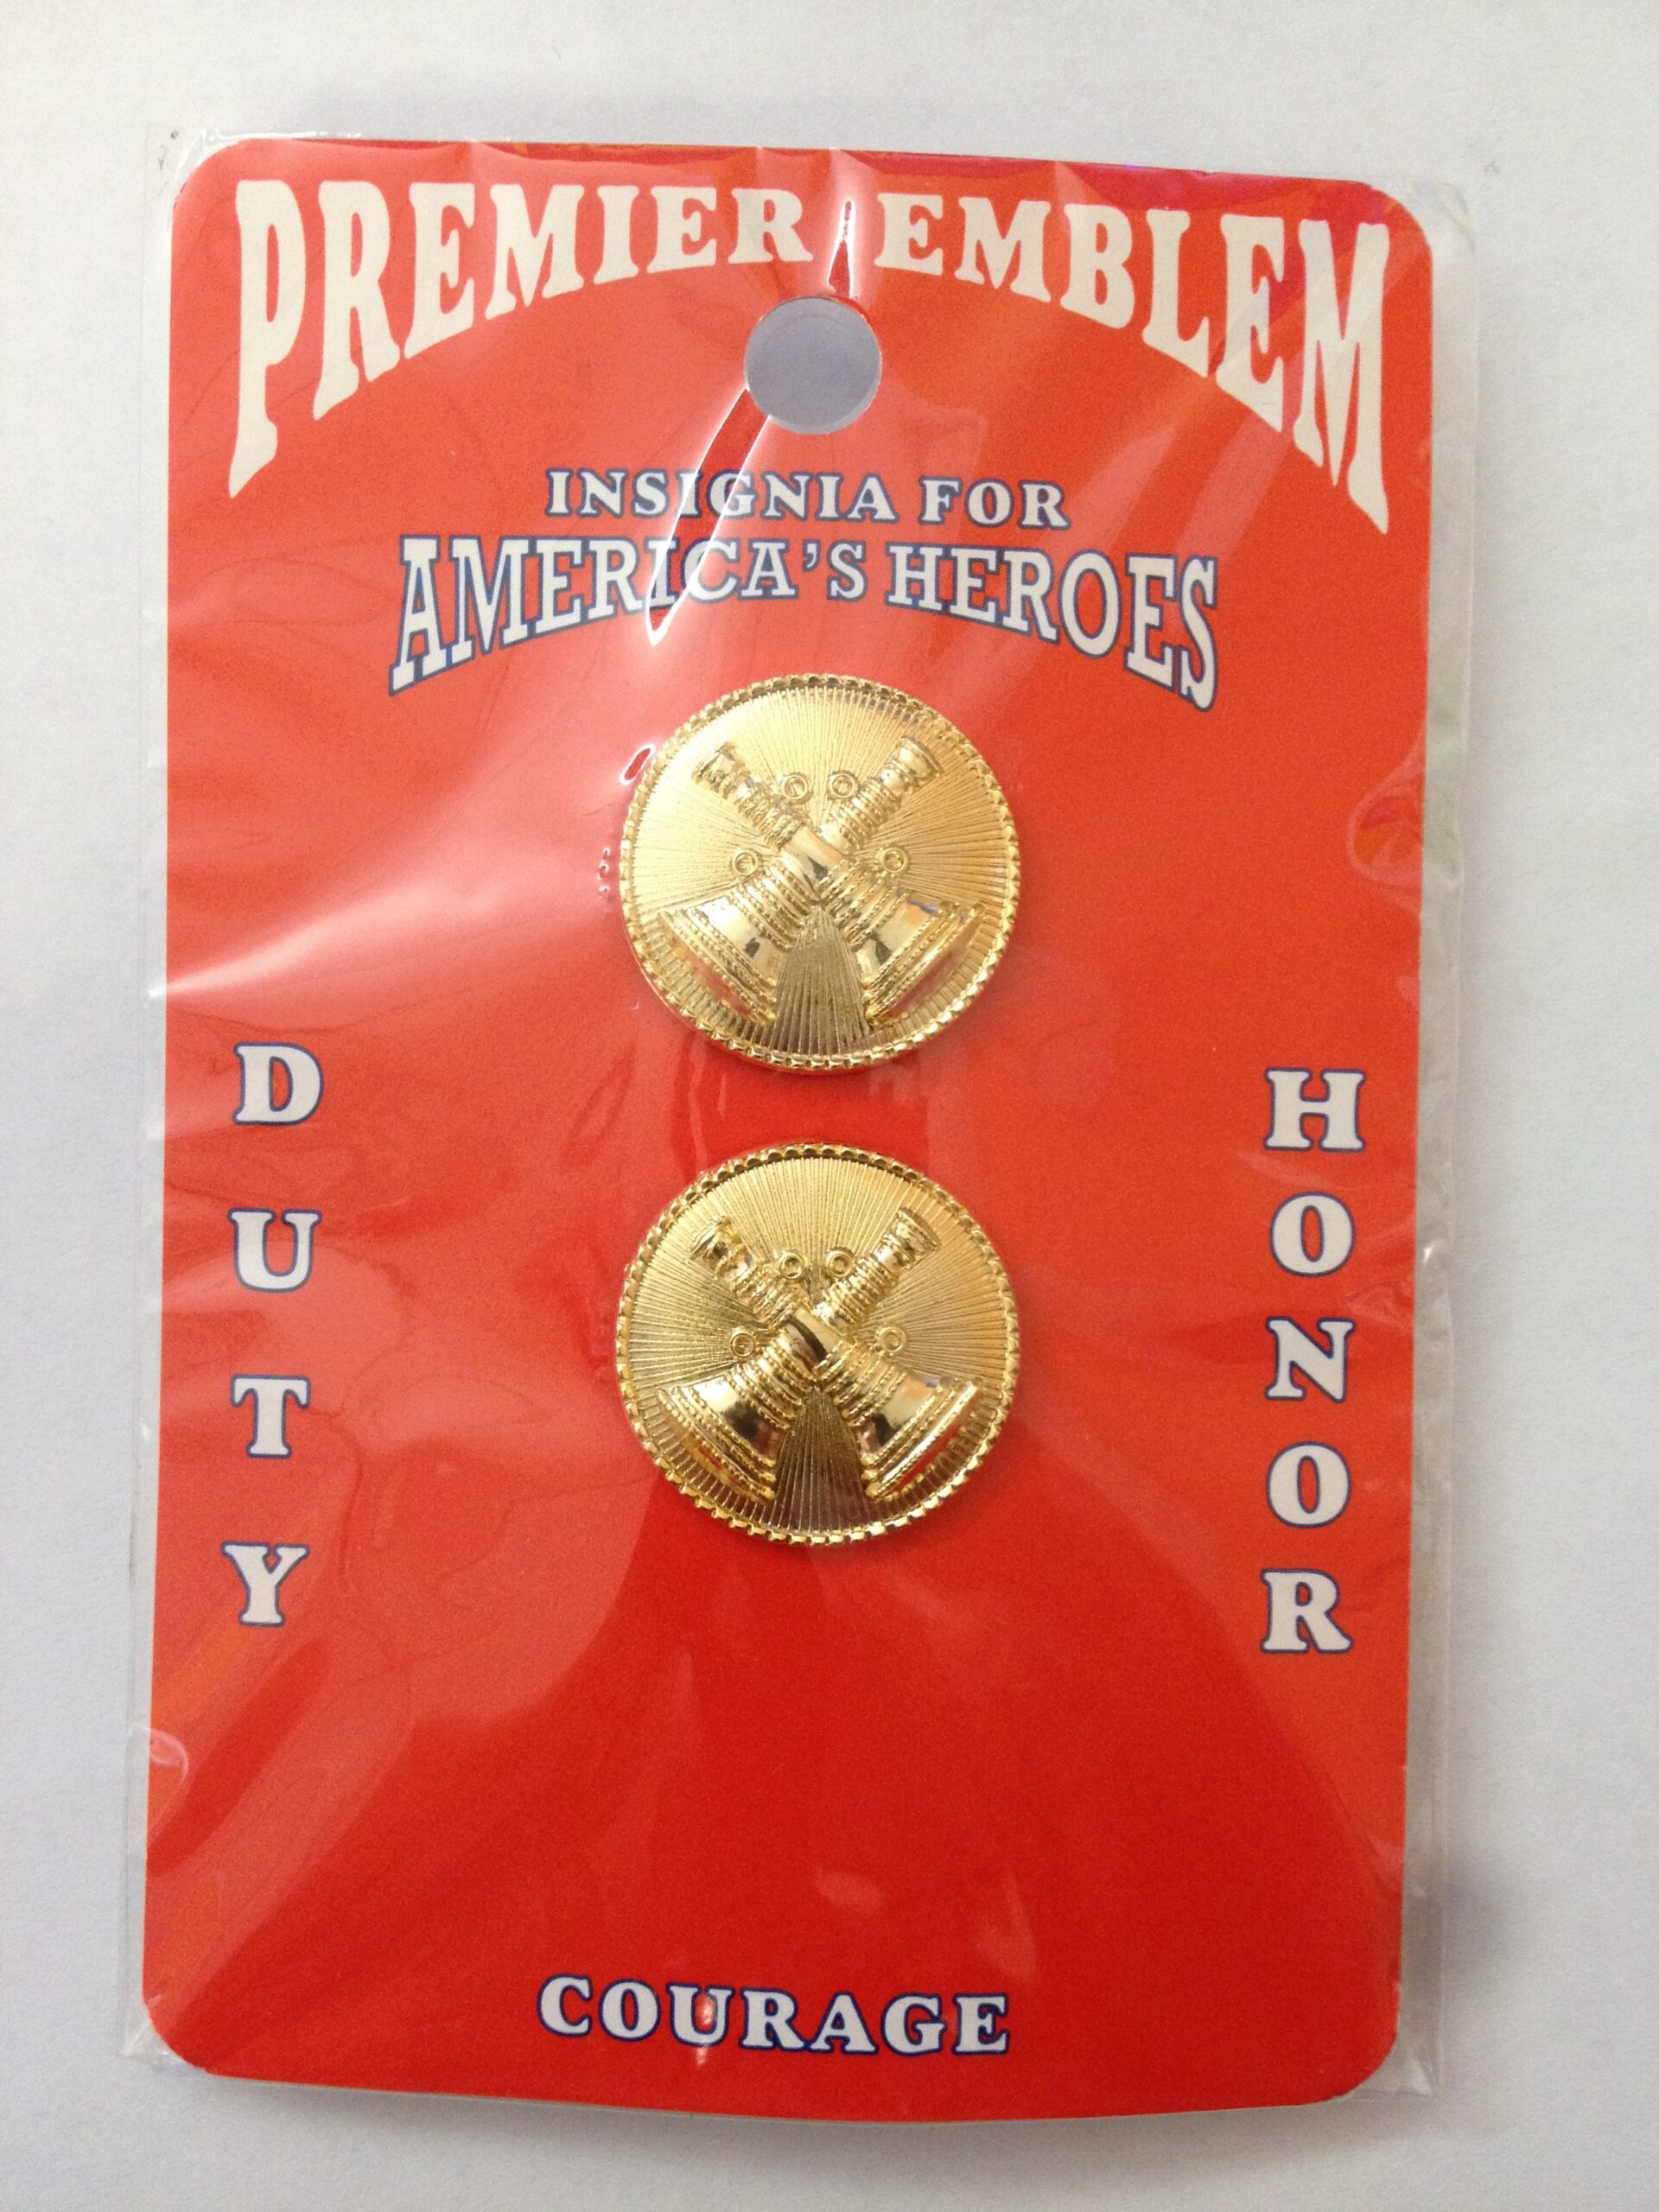 PREMIER EMBLEM
INSIGNIA FOR
AMERICA'S HEROES
DUTY
HONOR
COURAGE